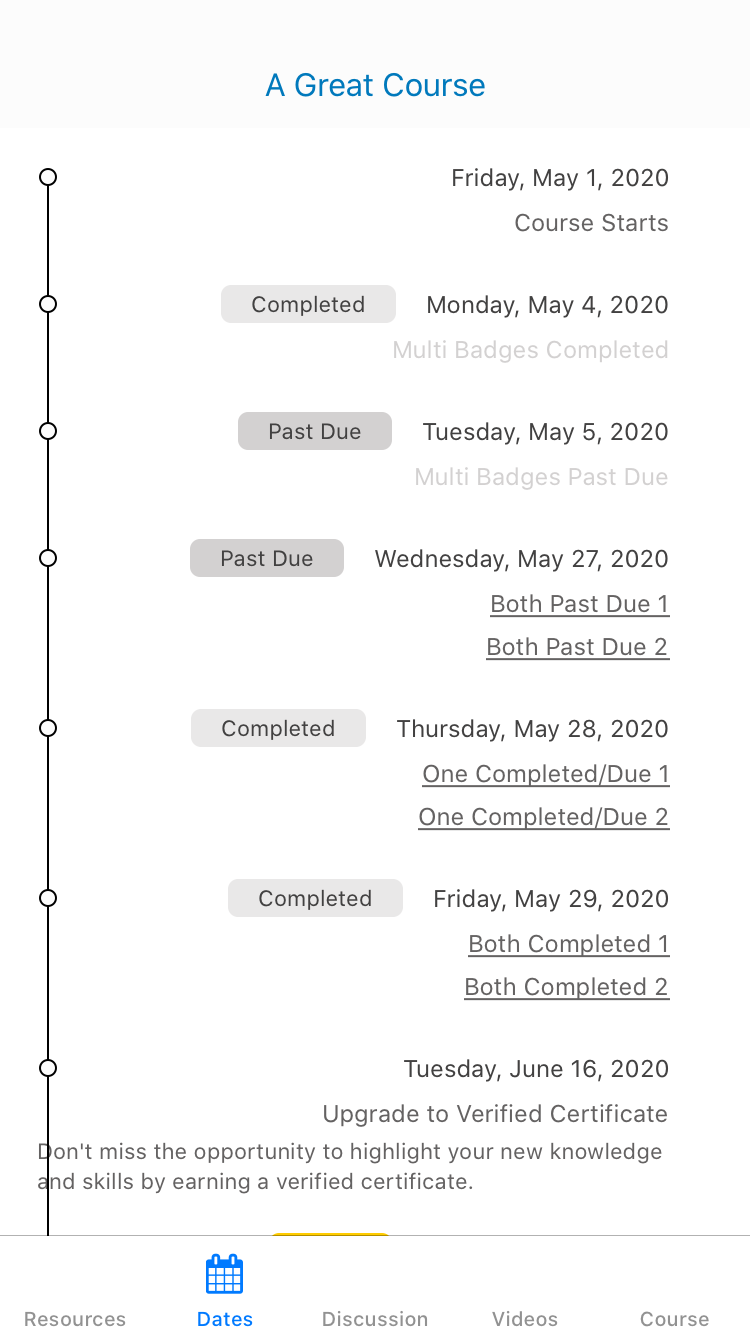 A Great Course
Friday, May 1, 2020
Course Starts
Completed Monday, May 4, 2020
Multi Badges Completed
Past Due Tuesday, May 5, 2020
Multi Badges Past Due
Past Due Wednesday, May 27, 2020
Both Past Due 1
Both Past Due 2
Completed Thursday, May 28, 2020
One Completed/Due 1
One Completed/Due 2
Completed Friday, May 29, 2020
Both Completed 1
Both Completed 2
Tuesday, June 16, 2020
Upgrade to Verified Certificate
Don't miss the opportunity to highlight your new knowledge
and skills by earning a verified certificate.
Resources Dates Discussion Videos Course